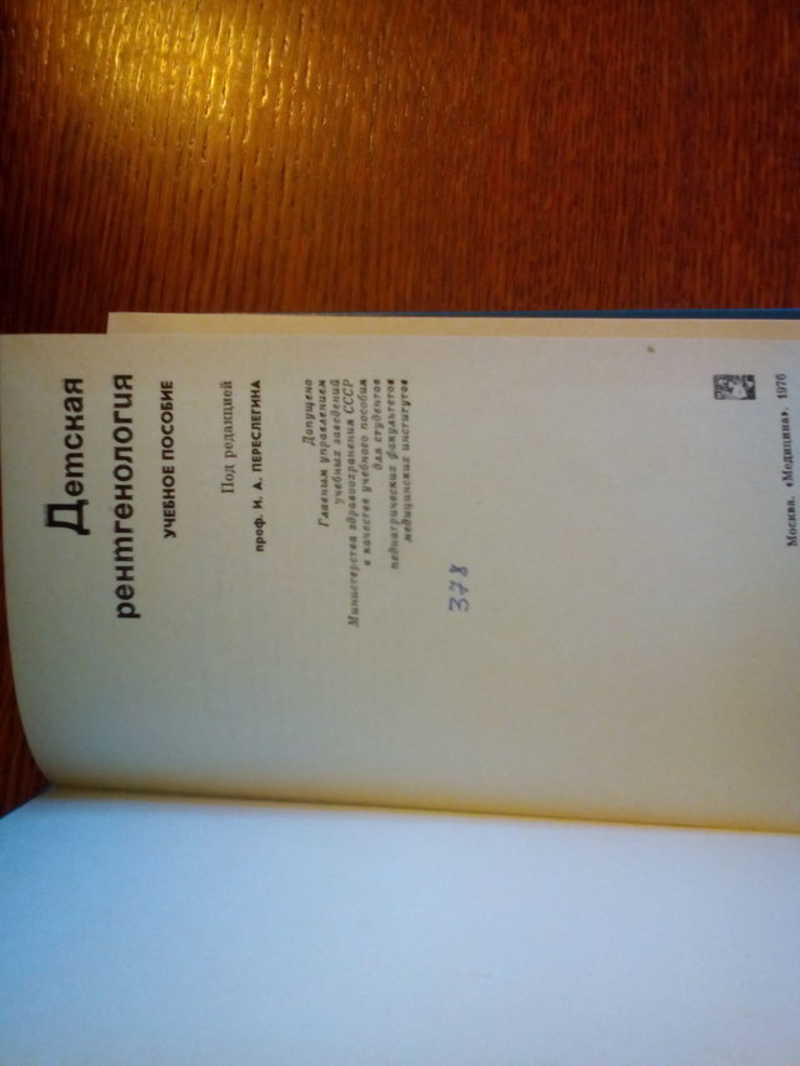 Детская
рентгенология
УЧЕБНОЕ ПОСОБИЕ
Под редакцией
проф. И. А. ПЕРЕСЛЕГИНА
Допущено
Главным управлением
учебных заведений
Министерства здравоохранения СССР
в качестве учебного пособия
для студентов
педиатрических факультетов
медицинских институтов
378
Москва. «Медицина». 1976